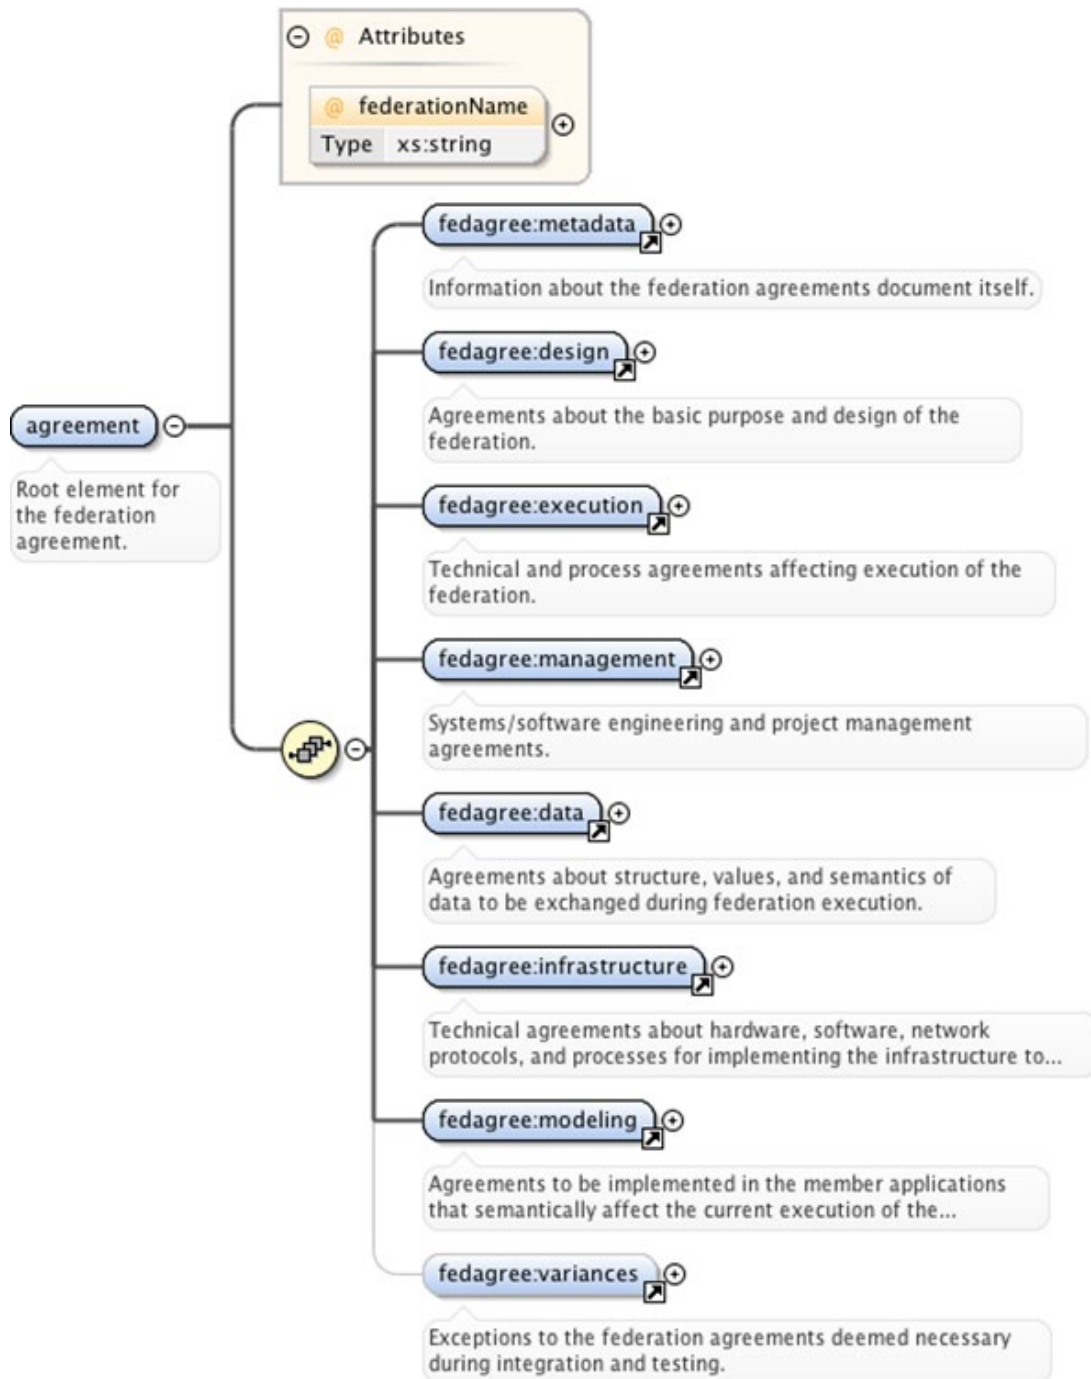 @ Attributes
@ federationName
Type xs:string
fedagree:metadata
Information about the federation agreements document itself.
fedagree:design
Agreements about the basic purpose and design of the
federation.
agreement
Root element for
the federation
agreement.
fedagree:execution
Technical and process agreements affecting execution of the
federation.
fedagree:management
Systems/software engineering and project management
agreements.
fedagree:data
Agreements about structure, values, and semantics of
data to be exchanged during federation execution.
fedagree:infrastructure
Technical agreements about hardware, software, network
protocols, and processes for implementing the infrastructure to...
fedagree:modeling
Agreements to be implemented in the member applications
that semantically affect the current execution of the...
fedagree:variances
Exceptions to the federation agreements deemed necessary
during integration and testing.